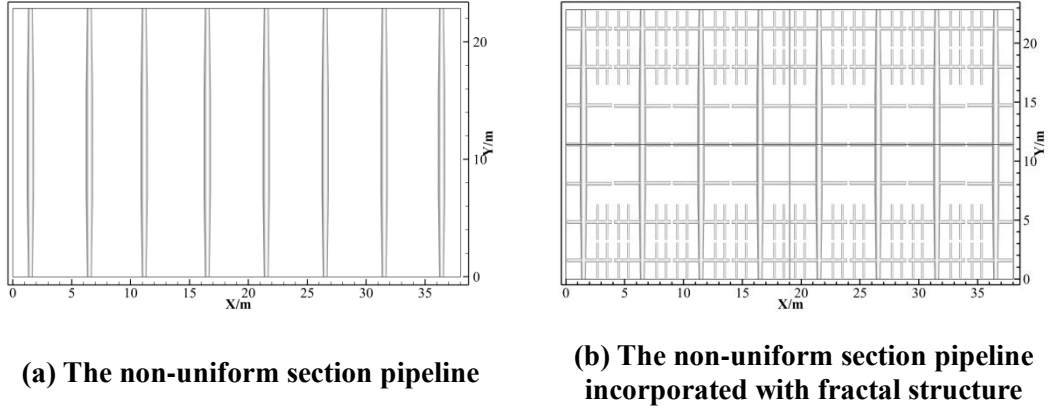 20
10
0
Y/m
0 5 10 15 20 25 30 35
X/m
20
15
10
5
0
Y/m
0 5 10 15 20 25 30 35
X/m
(a) The non-uniform section pipeline
(b) The non-uniform section pipeline
incorporated with fractal structure